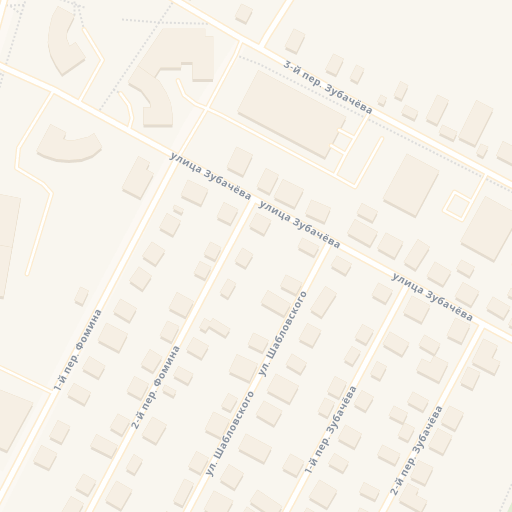 3-й пер. Зубачёва
улица Зубачёва
улица Зубачёва
улица Зубачёва
1-й пер. Фомина
2-й пер. Фомина
ул. Шабловского
ул. Шабловского
1-й пер. Зубачёва
2-й пер. Зубачёва